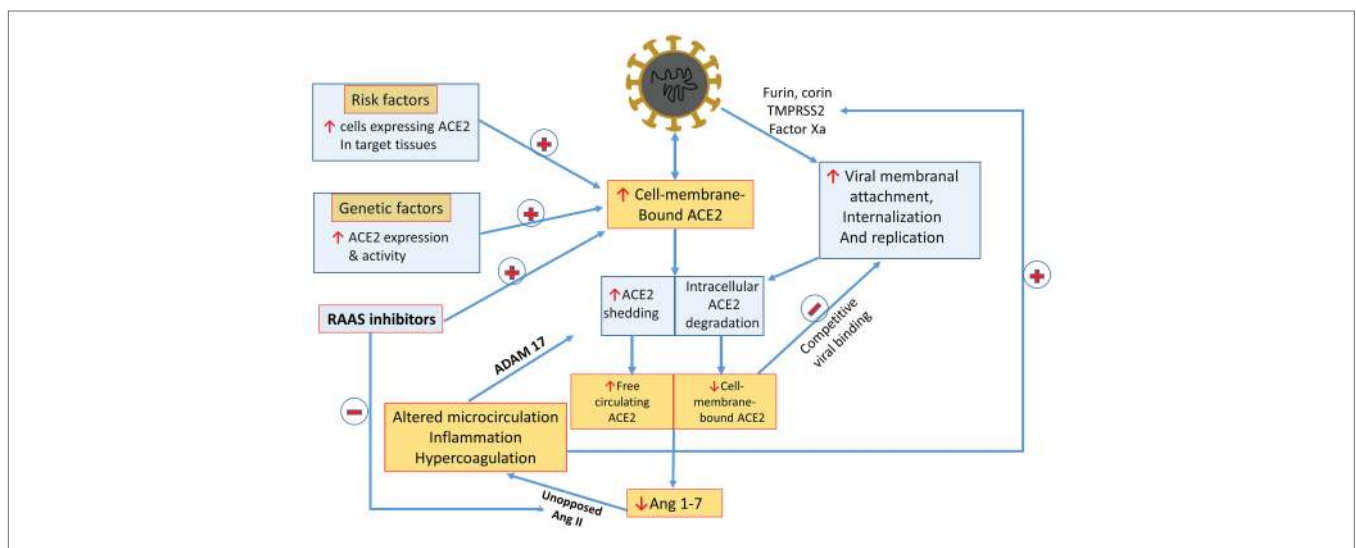 Risk factors
↑ cells expressing ACE2
In target tissues
Genetic factors
↑ ACE2 expression
& activity
RAAS inhibitors
Furin, corin
TMPRSS2
Factor Xa
↑ Cell-membrane-
Bound ACE2
↑ Viral membranal
attachment,
Internalization
And replication
↑ACE2
shedding
Intracellular
ACE2
degradation
Competitive
viral binding
ADAM 17
↑Free
circulating
ACE2
↓Cell-
membrane-
bound ACE2
Altered microcirculation
Inflammation
Hypercoagulation
Unopposed
Ang II
↓Ang 1-7